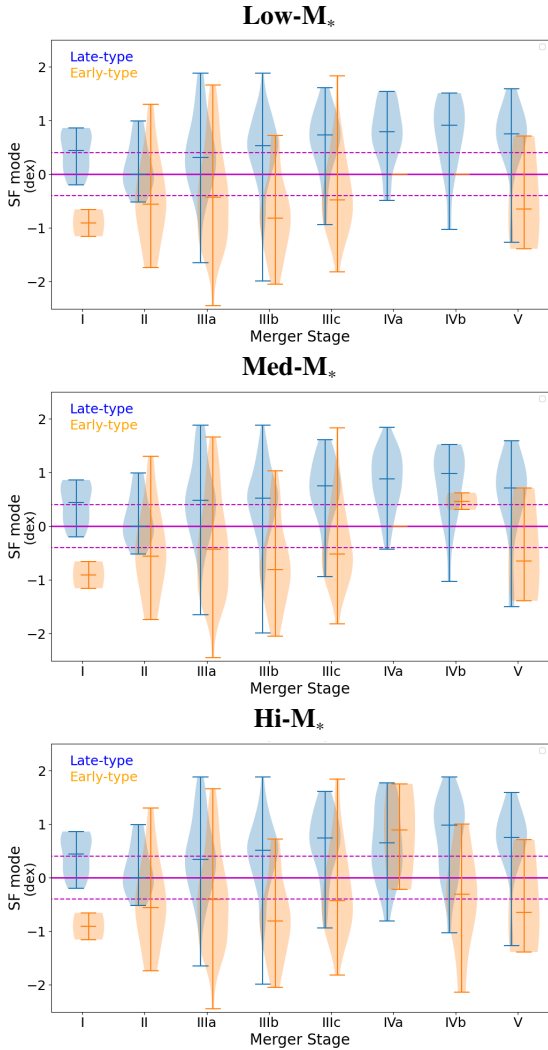 Low-M*
Late-type
Early-type
2
1
0
−1
−2
SF mode
(dex)
I II IIIa IIIb IIIc IVa IVb V
Merger Stage
Med-M*
Late-type
Early-type
2
1
0
−1
−2
SF mode
(dex)
I II IIIa IIIb IIIc IVa IVb V
Merger Stage
Hi-M*
Late-type
Early-type
2
1
0
−1
−2
SF mode
(dex)
I II IIIa IIIb IIIc IVa IVb V
Merger Stage